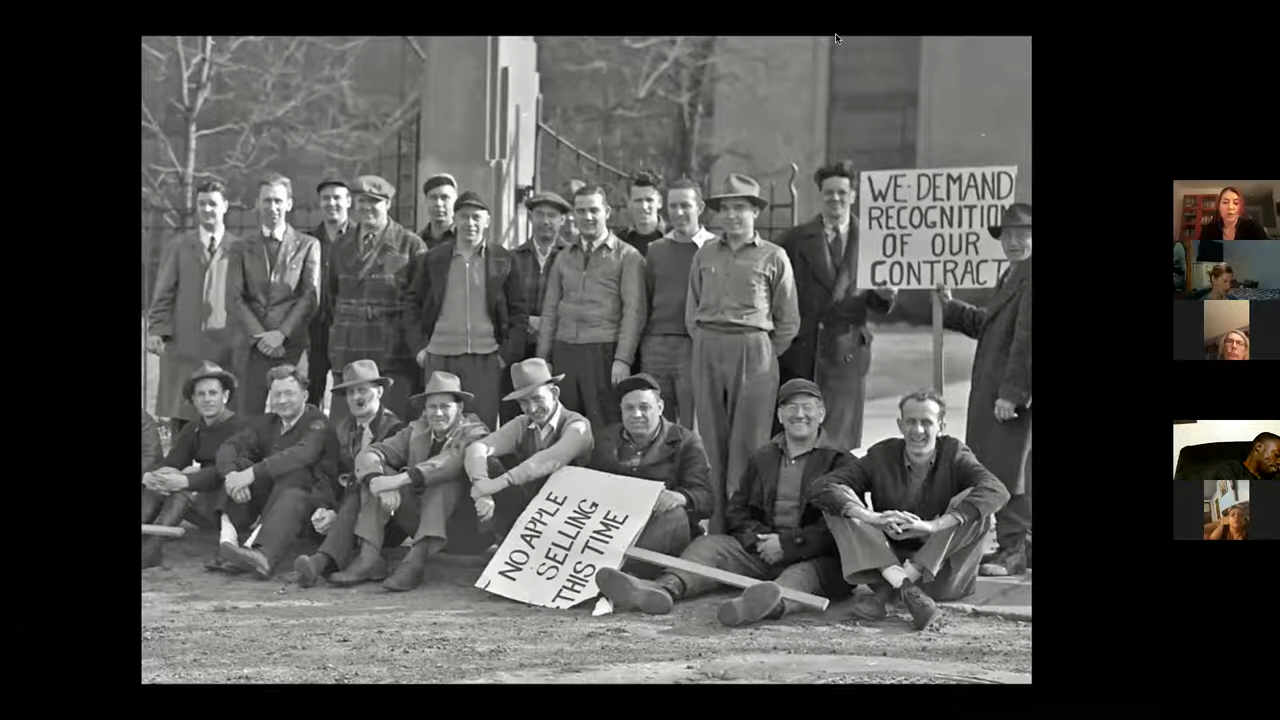 WE DEMAND
RECOGNITION
OF OUR
CONTRACT
NO APPLE
SELLING
THIS TIME